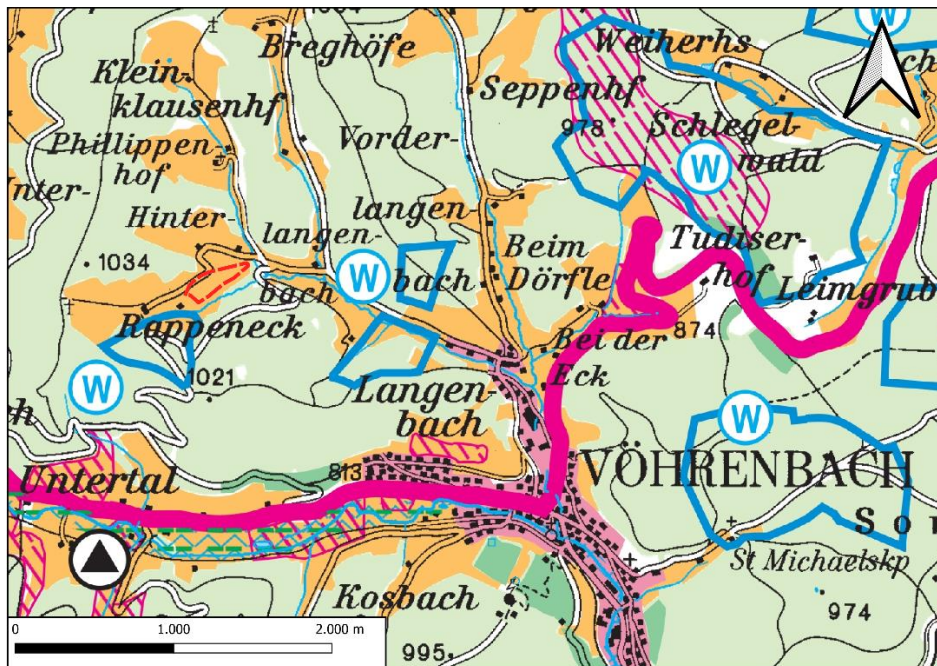 1004
W
Breghöfe
Weiherhs
Klein-
klausenhf
Seppenhf
978
Schlegel-
wald
W
Phillippen-
hof
Vorder-
Hinter-
langen-
langen-
bach
W
bach
Beim
Dörfle
Tudiser-
hof
1034
Leimgrub
Rappeneck
Bei der
Eck
874
W
1021
Langen-
bach
W
VÖHRENBACH
813
Untertal
St Michaelskp
Kosbach
974
995
0
1.000
2.000 m